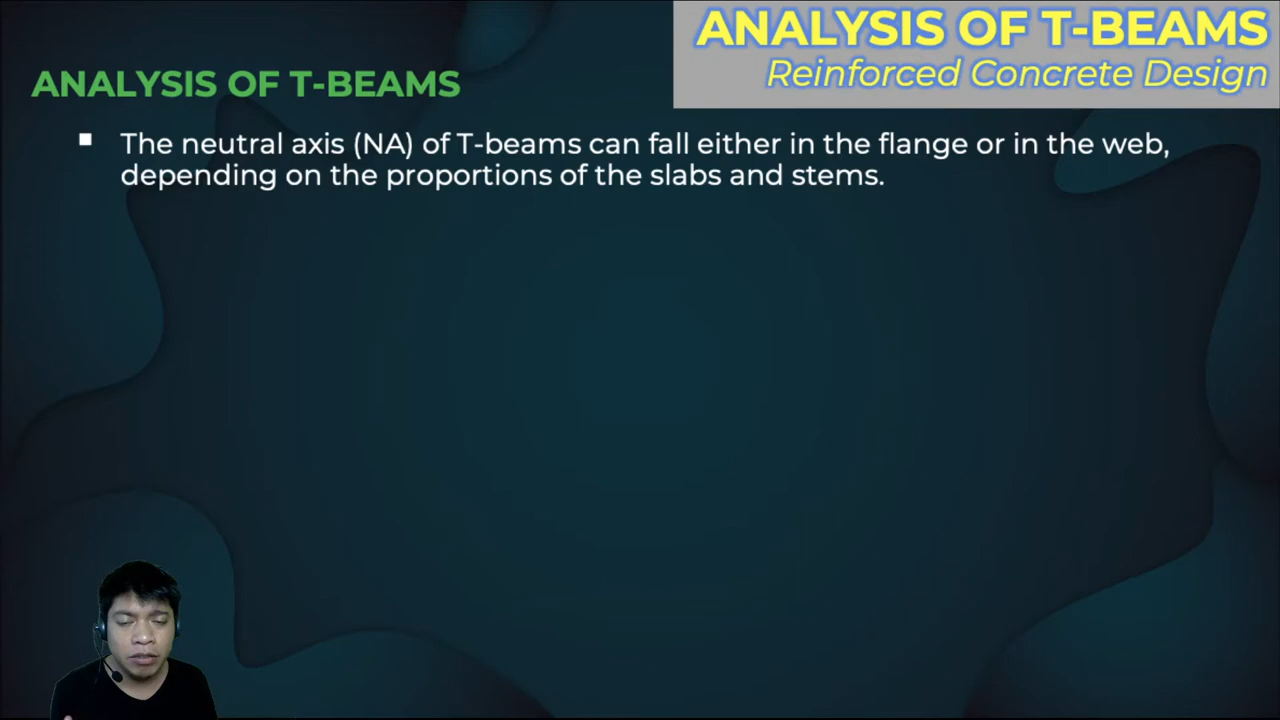 ANALYSIS OF T-BEAMS
Reinforced Concrete Design
ANALYSIS OF T-BEAMS
The neutral axis (NA) of T-beams can fall either in the flange or in the web,
depending on the proportions of the slabs and stems.